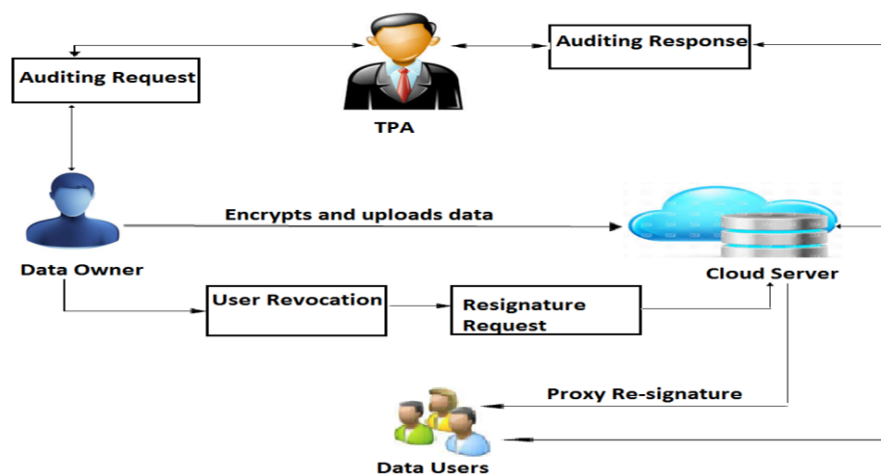 Auditing Request
Auditing Response
TPA
Encrypts and uploads data
Data Owner
Cloud Server
User Revocation
Resignature
Request
Proxy Re-signature
Data Users